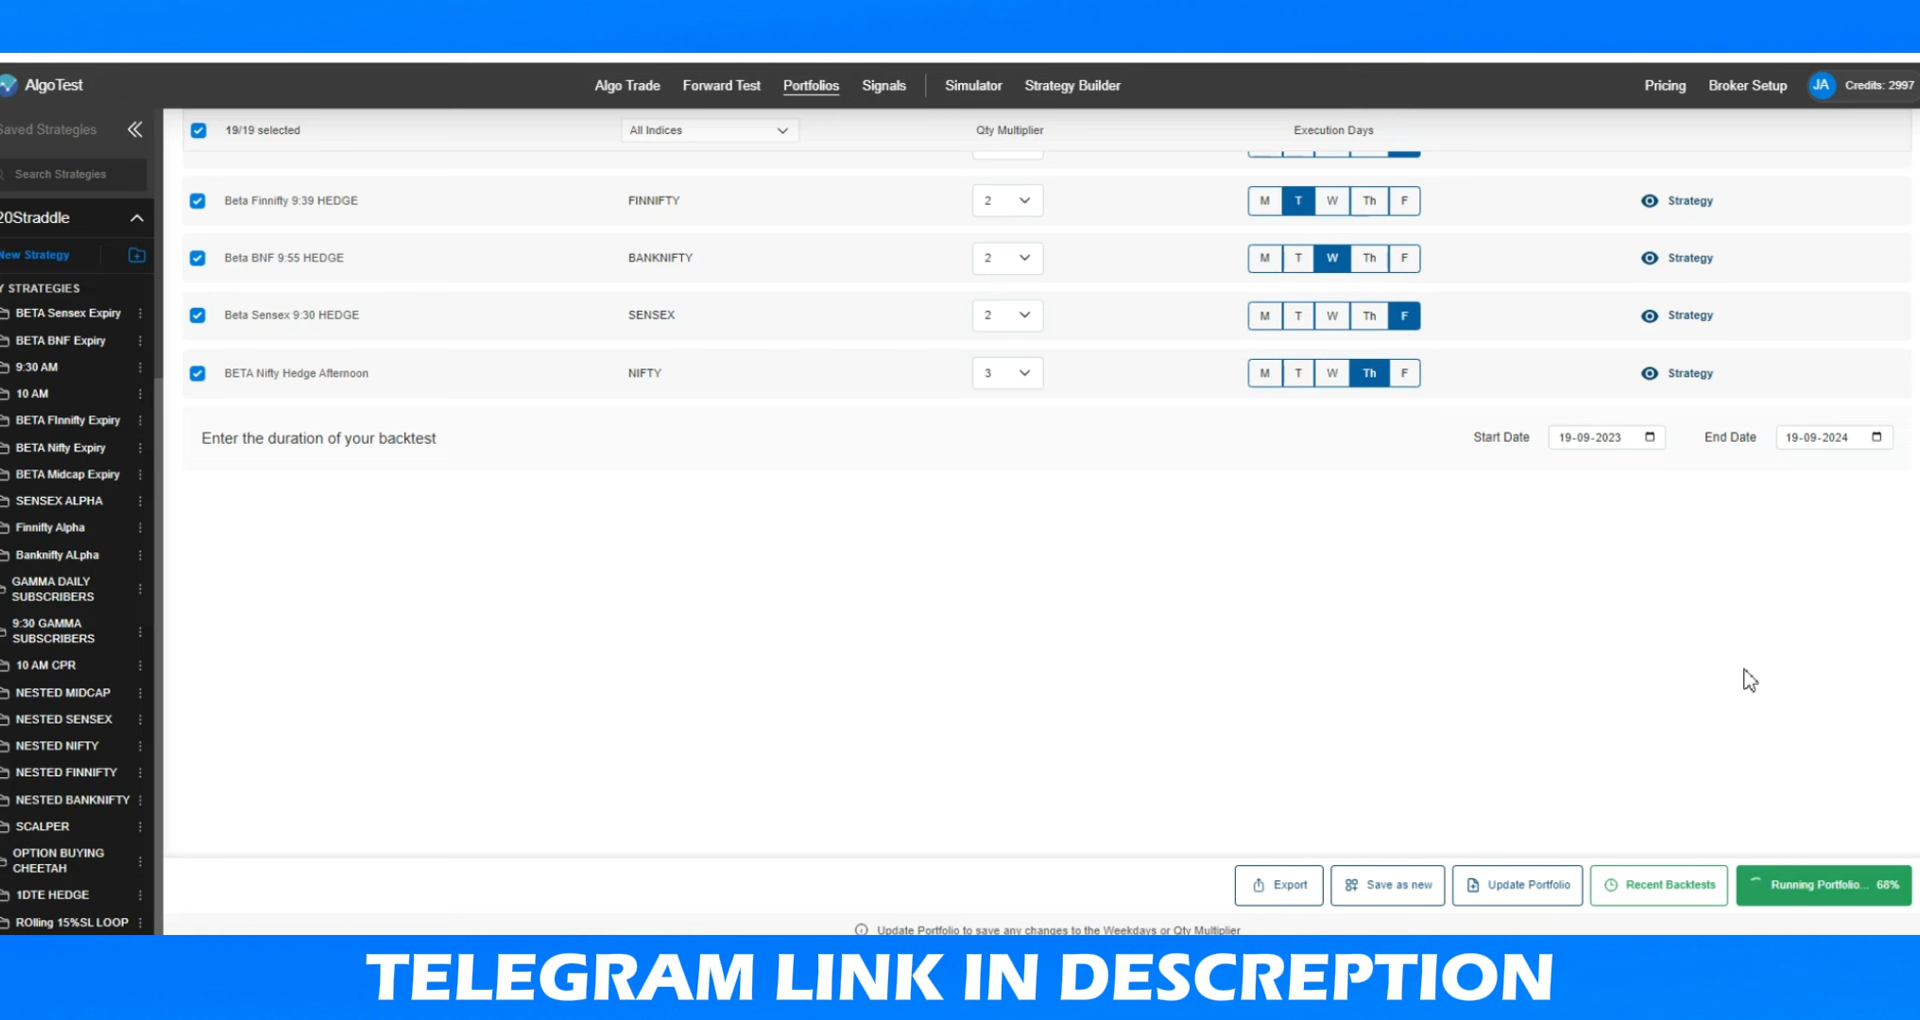 AlgoTest
Algo Trade Forward Test Portfolios Signals Simulator Strategy Builder Pricing Broker Setup JA Credits: 2997
Saved Strategies
19/19 selected All Indices Qty Multiplier Execution Days
Search Strategies
Beta Finnifty 9:39 HEDGE FINNIFTY 2 M T W Th F Strategy
20Straddle
New Strategy
Beta BNF 9:55 HEDGE BANKNIFTY 2 M T W Th F Strategy
Y STRATEGIES
BETA Sensex Expiry
Beta Sensex 9:30 HEDGE SENSEX 2 M T W Th F Strategy
BETA BNF Expiry
9:30 AM
BETA Nifty Hedge Afternoon NIFTY 3 M T W Th F Strategy
10 AM
BETA FInnifty Expiry
Enter the duration of your backtest Start Date 19-09-2023 End Date 19-09-2024
BETA Nifty Expiry
BETA Midcap Expiry
SENSEX ALPHA
Finnifty Alpha
Banknifty ALpha
GAMMA DAILY
SUBSCRIBERS
9:30 GAMMA
SUBSCRIBERS
10 AM CPR
NESTED MIDCAP
NESTED SENSEX
NESTED NIFTY
NESTED FINNIFTY
NESTED BANKNIFTY
SCALPER
OPTION BUYING
CHEETAH
1DTE HEDGE
ROlling 15%SL LOOP
Export Save as new Update Portfolio Recent Backtests Running Portfolio... 68%
Update Portfolio to save any changes to the Weekdays or Qty Multiplier
TELEGRAM LINK IN DESCREPTION